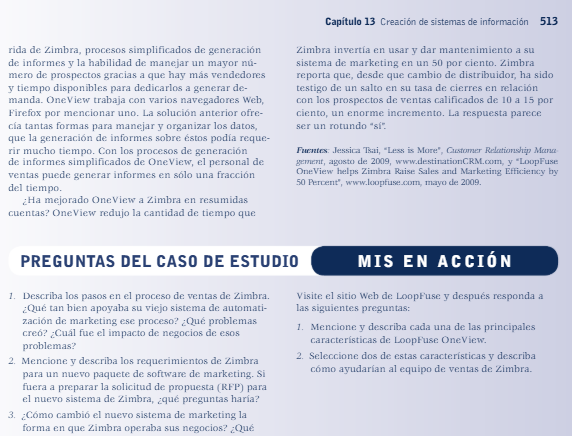 Capítulo 13 Creación de sistemas de información 513
rida de Zimbra, procesos simplificados de generación
de informes y la habilidad de manejar un mayor nú-
mero de prospectos gracias a que hay más vendedores
y tiempo disponibles para dedicarlos a generar de-
manda. OneView trabaja con varios navegadores Web,
Firefox por mencionar uno. La solución anterior ofre-
cía tantas formas para manejar y organizar los datos,
que la generación de informes sobre éstos podía reque-
rir mucho tiempo. Con los procesos de generación
de informes simplificados de OneView, el personal de
ventas puede generar informes en sólo una fracción
del tiempo.
¿Ha mejorado OneView a Zimbra en resumidas
cuentas? OneView redujo la cantidad de tiempo que
Zimbra invertía en usar y dar mantenimiento a su
sistema de marketing en un 50 por ciento. Zimbra
reporta que, desde que cambio de distribuidor, ha sido
testigo de un salto en su tasa de cierres en relación
con los prospectos de ventas calificados de 10 a 15 por
ciento, un enorme incremento. La respuesta parece
ser un rotundo “sí”.
Fuentes: Jessica Tsai, “Less is More”, Customer Relationship Mana-
gement, agosto de 2009, www.destinationCRM.com, y “LoopFuse
OneView helps Zimbra Raise Sales and Marketing Efficiency by
50 Percent”, www.loopfuse.com, mayo de 2009.
PREGUNTAS DEL CASO DE ESTUDIO
MIS EN ACCIÓN
1. Describa los pasos en el proceso de ventas de Zimbra.
¿Qué tan bien apoyaba su viejo sistema de automati-
zación de marketing ese proceso? ¿Qué problemas
creó? ¿Cuál fue el impacto de negocios de esos
problemas?
2. Mencione y describa los requerimientos de Zimbra
para un nuevo paquete de software de marketing. Si
fuera a preparar la solicitud de propuesta (RFP) para
el nuevo sistema de Zimbra, ¿qué preguntas haría?
3. ¿Cómo cambió el nuevo sistema de marketing la
forma en que Zimbra operaba sus negocios? ¿Qué
Visite el sitio Web de LoopFuse y después responda a
las siguientes preguntas:
1. Mencione y describa cada una de las principales
características de LoopFuse OneView.
2. Seleccione dos de estas características y describa
cómo ayudarían al equipo de ventas de Zimbra.